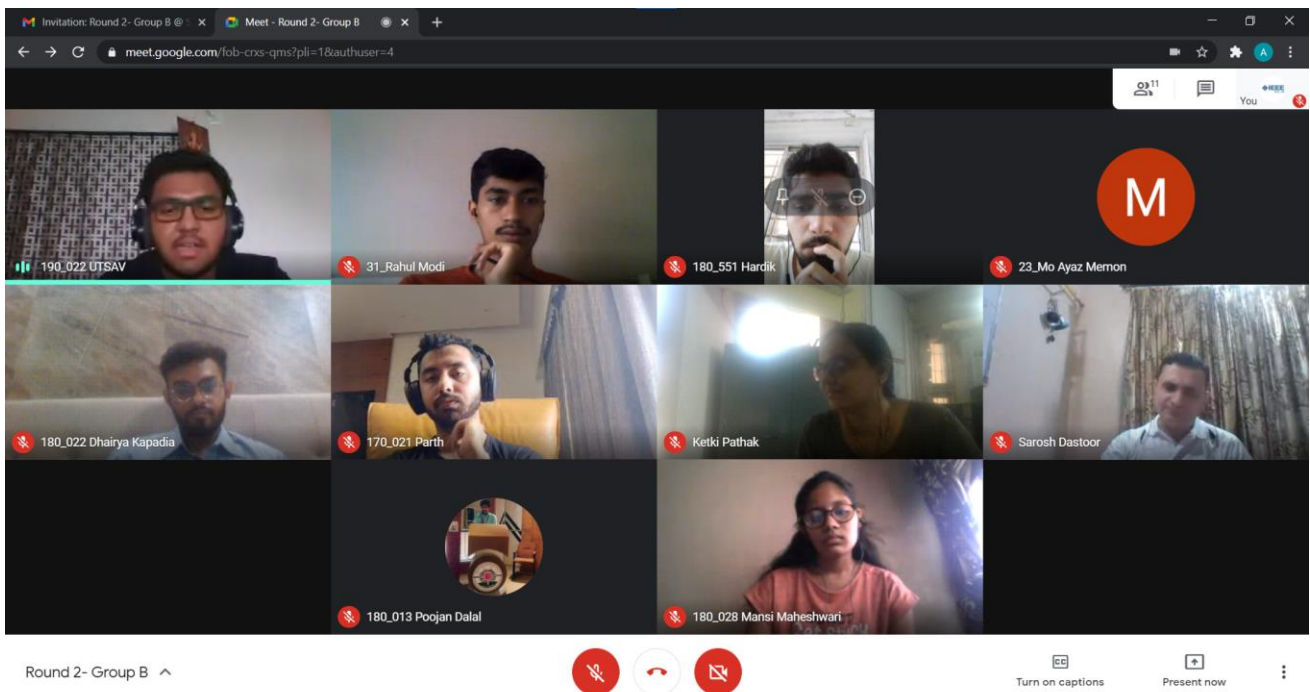 Invitation: Round 2- Group B @
Meet - Round 2- Group B
meet.google.com/fob-crxs-qms?pli=1&authuser=4
A
11
IEEE
You
190_022 UTSAV
31_Rahul Modi
180_551 Hardik
M
23_Mo Ayaz Memon
180_022 Dhairya Kapadia
170_021 Parth
Ketki Pathak
Sarosh Dastoor
180_013 Poojan Dalal
180_028 Mansi Maheshwari
Round 2- Group B
CC
Turn on captions
Present now